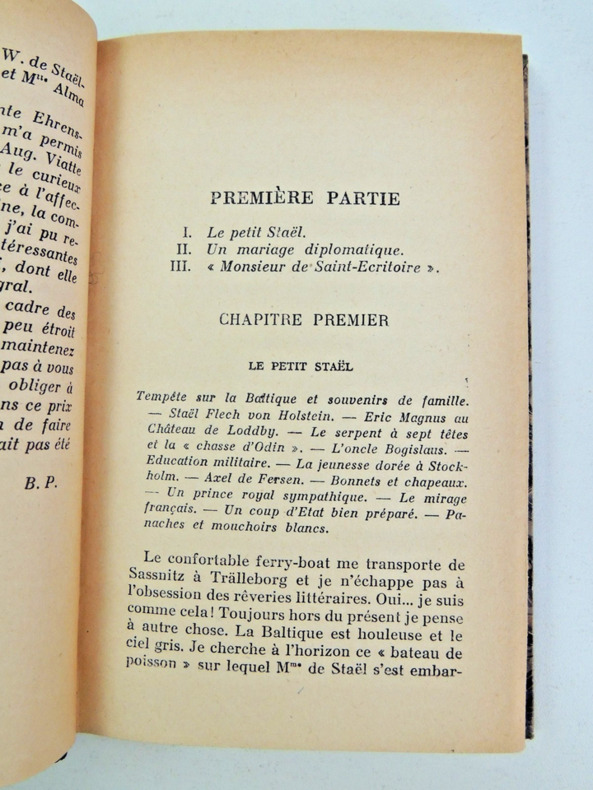 W. de Staël-
et Mlle Alma
Ehrens-
m'a permis
Aug. Viatte
le curieux
à l'affec-
la com-
j'ai pu re-
téressantes
dont elle
gral.
cadre des
peu étroit
maintenez
pas à vous
obliger à
ns ce prix
de faire
ait pas été
B. P.
PREMIÈRE PARTIE
I. Le petit Staël.
II. Un mariage diplomatique.
III. « Monsieur de Saint-Ecritoire ».
CHAPITRE PREMIER
LE PETIT STAËL
Tempête sur la Baltique et souvenirs de famille.
— Staël Flech von Holstein. — Eric Magnus au
Château de Loddby. — Le serpent à sept têtes
et la « chasse d'Odin ». — L'oncle Bogislaus. —
Education militaire. — La jeunesse dorée à Stock-
holm. — Axel de Fersen. — Bonnets et chapeaux.
— Un prince royal sympathique. — Le mirage
français. — Un coup d'Etat bien préparé. — Pa-
naches et mouchoirs blancs.
Le confortable ferry-boat me transporte de
Sassnitz à Trälleborg et je n'échappe pas à
l'obsession des rêveries littéraires. Oui... je suis
comme cela! Toujours hors du présent je pense
à autre chose. La Baltique est houleuse et le
ciel gris. Je cherche à l'horizon ce « bateau de
poisson » sur lequel Mme de Staël s'est embar-